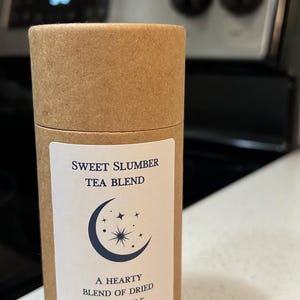 SWEET SLUMBER
TEA BLEND
A HEARTY
BLEND OF DRIED